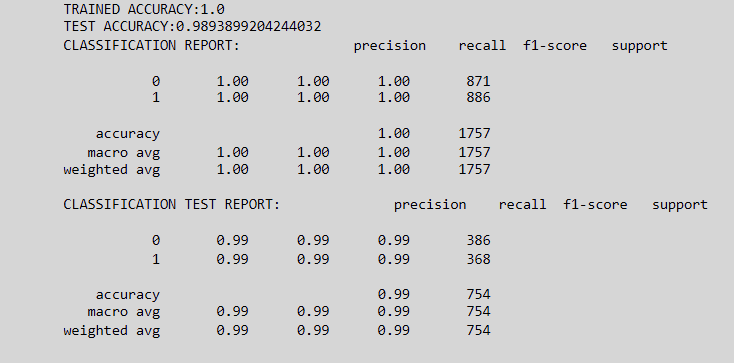 TRAINED ACCURACY:1.0
TEST ACCURACY:0.9893899204244032
CLASSIFICATION REPORT: precision recall f1-score support
0 1.00 1.00 1.00 871
1 1.00 1.00 1.00 886
accuracy 1.00 1757
macro avg 1.00 1.00 1.00 1757
weighted avg 1.00 1.00 1.00 1757
CLASSIFICATION TEST REPORT: precision recall f1-score support
0 0.99 0.99 0.99 386
1 0.99 0.99 0.99 368
accuracy 0.99 754
macro avg 0.99 0.99 0.99 754
weighted avg 0.99 0.99 0.99 754